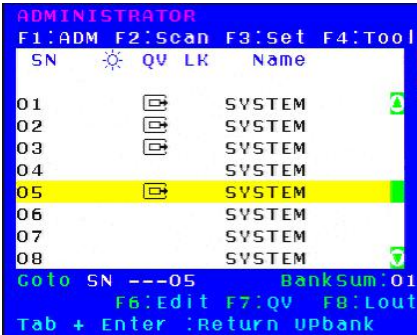 ADMINISTRATOR
F1:ADM F2:Scan F3:Set F4:Tool
SN QV LK Name
01 SYSTEM
02 SYSTEM
03 SYSTEM
04 SYSTEM
05 SYSTEM
06 SYSTEM
07 SYSTEM
08 SYSTEM
Goto SN ---05 BankSum:01
F6:Edit F7:QV F8:Lout
Tab + Enter :Return UPbank